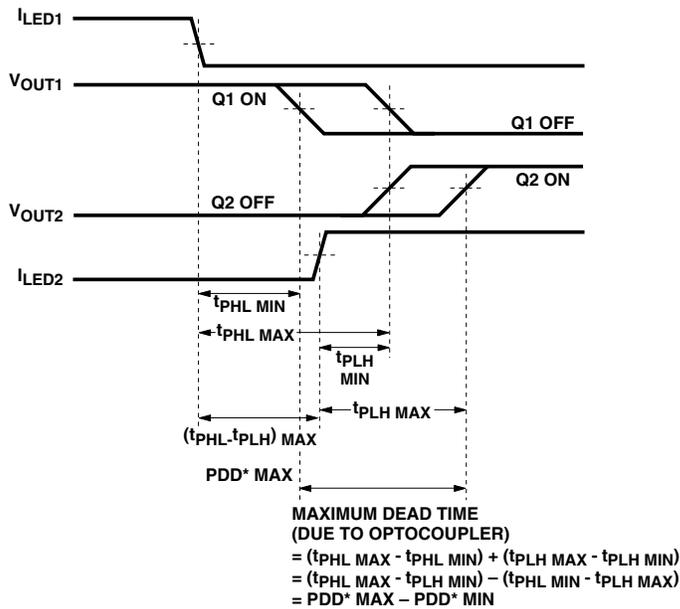 ILED1
VOUT1
Q1 ON
Q1 OFF
Q2 ON
Q2 OFF
VOUT2
ILED2
tPHL MIN
tPHL MAX
tPLH
MIN
tPLH MAX
(tPHL-tPLH) MAX
PDD* MAX
MAXIMUM DEAD TIME
(DUE TO OPTOCOUPLER)
= (tPHL MAX - tPHL MIN) + (tPLH MAX - tPLH MIN)
= (tPHL MAX - tPLH MIN) – (tPHL MIN - tPLH MAX)
= PDD* MAX – PDD* MIN